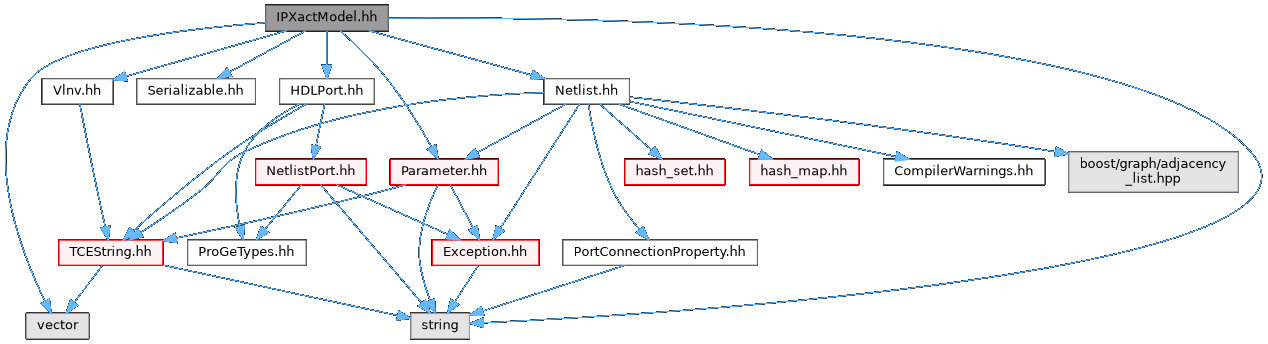 IPXactModel.hh
Vlnv.hh
Serializable.hh
HDLPort.hh
Netlist.hh
NetlistPort.hh
Parameter.hh
hash_set.hh
hash_map.hh
CompilerWarnings.hh
boost/graph/adjacency
_list.hpp
TCEString.hh
ProGeTypes.hh
Exception.hh
PortConnectionProperty.hh
vector
string